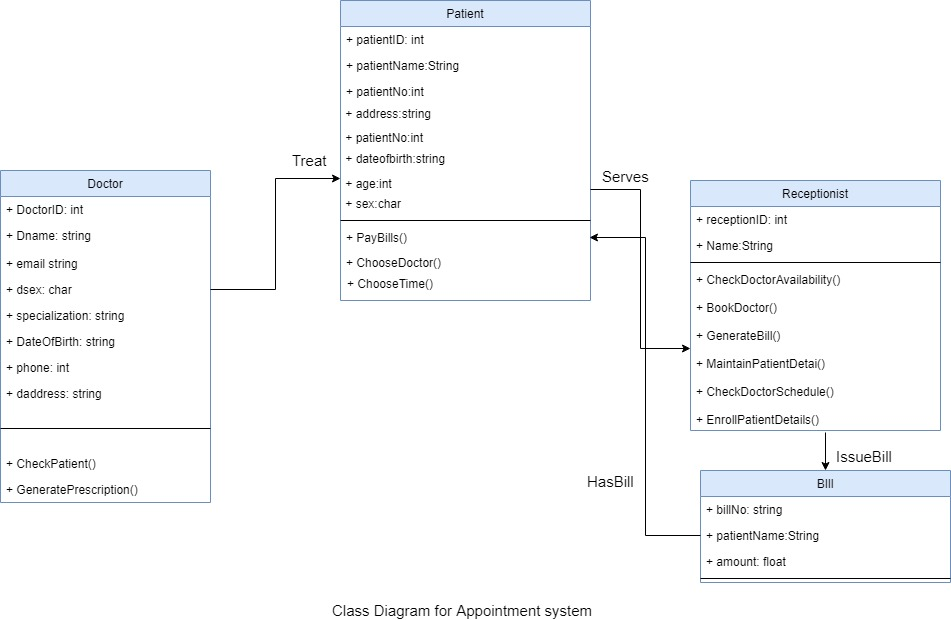 Patient
+ patientID: int
+ patientName:String
+ patientNo:int
+ address:string
+ patientNo:int
+ dateofbirth:string
+ age:int
+ sex:char
+ PayBills()
+ ChooseDoctor()
+ ChooseTime()
Treat
Doctor
+ DoctorID: int
+ Dname: string
+ email string
+ dsex: char
+ specialization: string
+ DateOfBirth: string
+ phone: int
+ daddress: string
+ CheckPatient()
+ GeneratePrescription()
Serves
Receptionist
+ receptionID: int
+ Name:String
+ CheckDoctorAvailability()
+ BookDoctor()
+ GenerateBill()
+ MaintainPatientDetai()
+ CheckDoctorSchedule()
+ EnrollPatientDetails()
IssueBill
HasBill
BIll
+ billNo: string
+ patientName:String
+ amount: float
Class Diagram for Appointment system